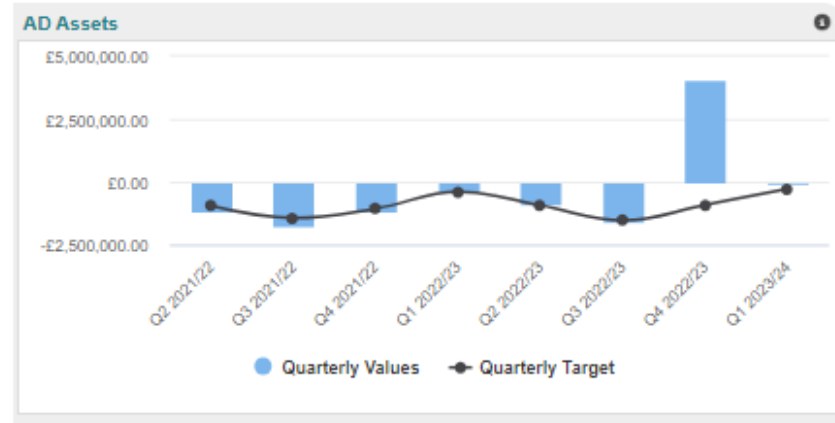 AD Assets
£5,000,000.00
£2,500,000.00
£0.00
-£2,500,000.00
Q2 2021/22
Q3 2021/22
Q4 2021/22
Q1 2022/23
Q2 2022/23
Q3 2022/23
Q4 2022/23
Q1 2023/24
Quarterly Values
Quarterly Target